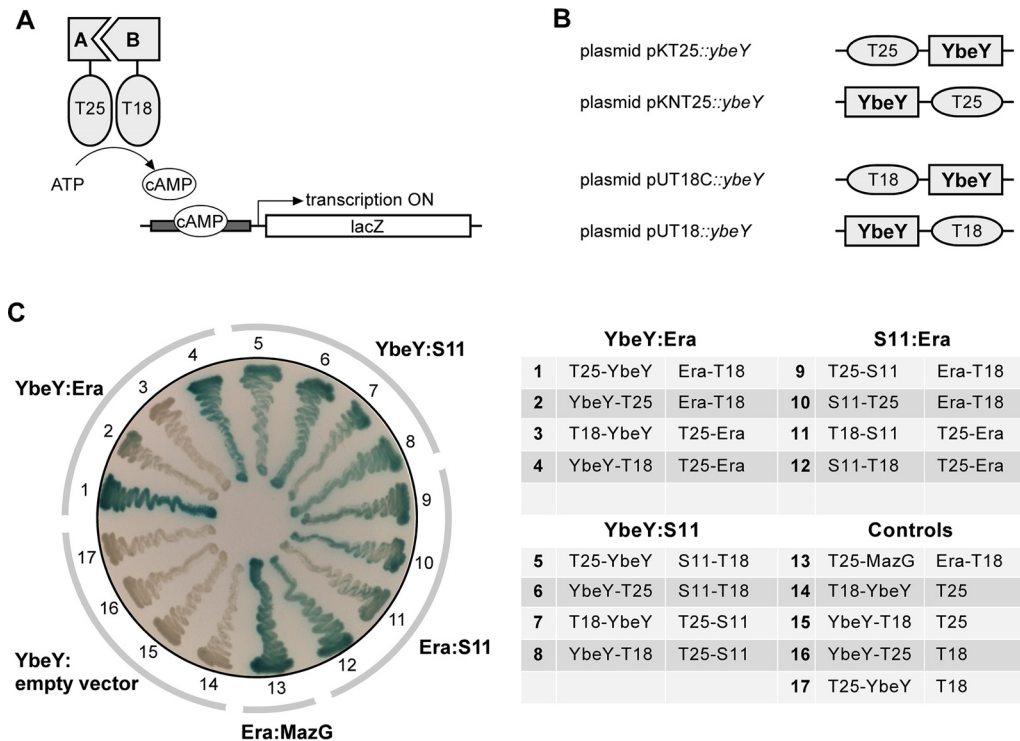 A
A B
T25 T18
ATP
cAMP
transcription ON
cAMP
lacZ
B
plasmid pKT25::ybeY T25 YbeY
plasmid pKNT25::ybeY YbeY T25
plasmid pUT18C::ybeY T18 YbeY
plasmid pUT18::ybeY YbeY T18
C
YbeY:Era
YbeY:S11
Era:S11
Era:MazG
YbeY:
empty vector
1
2
3
4
5
6
7
8
9
10
11
12
13
14
15
16
17
YbeY:Era S11:Era
1 T25-YbeY Era-T18 9 T25-S11 Era-T18
2 YbeY-T25 Era-T18 10 S11-T25 Era-T18
3 T18-YbeY T25-Era 11 T18-S11 T25-Era
4 YbeY-T18 T25-Era 12 S11-T18 T25-Era
YbeY:S11 Controls
5 T25-YbeY S11-T18 13 T25-MazG Era-T18
6 YbeY-T25 S11-T18 14 T18-YbeY T25
7 T18-YbeY T25-S11 15 YbeY-T18 T25
8 YbeY-T18 T25-S11 16 YbeY-T25 T18
17 T25-YbeY T18